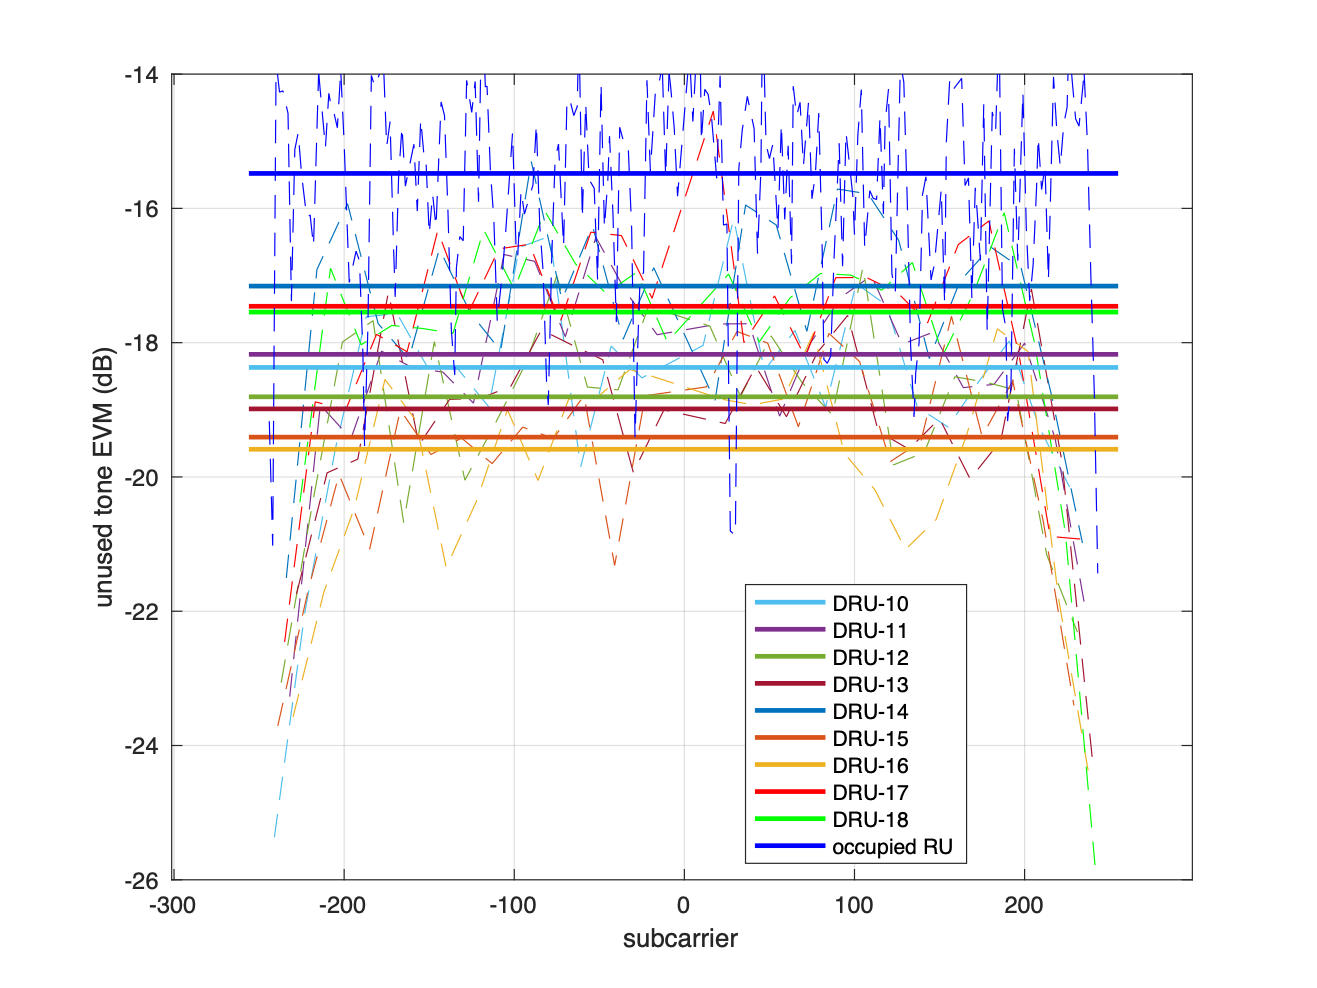 -14
-16
-18
-20
-22
-24
-26
unused tone EVM (dB)
DRU-10
DRU-11
DRU-12
DRU-13
DRU-14
DRU-15
DRU-16
DRU-17
DRU-18
occupied RU
-300 -200 -100 0 100 200
subcarrier